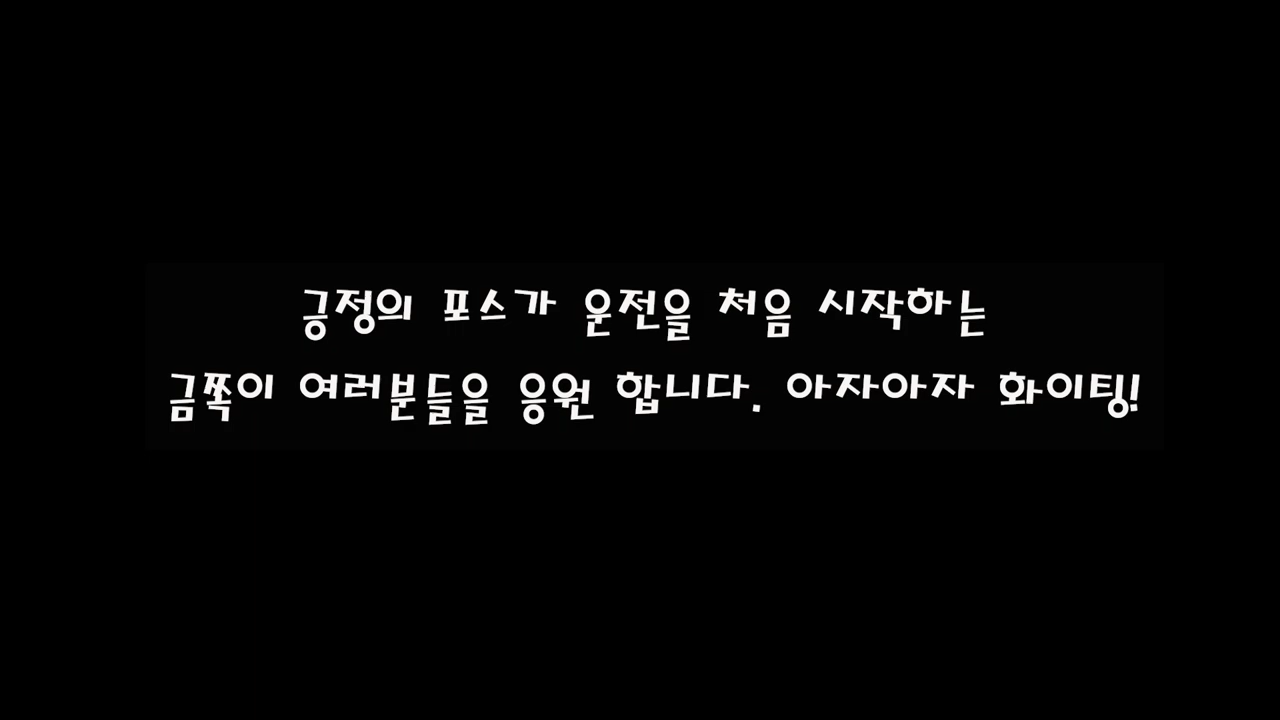 긍정의 포스가 운전을 처음 시작하는
금쪽이 여러분들을 응원 합니다. 아자아자 화이팅!